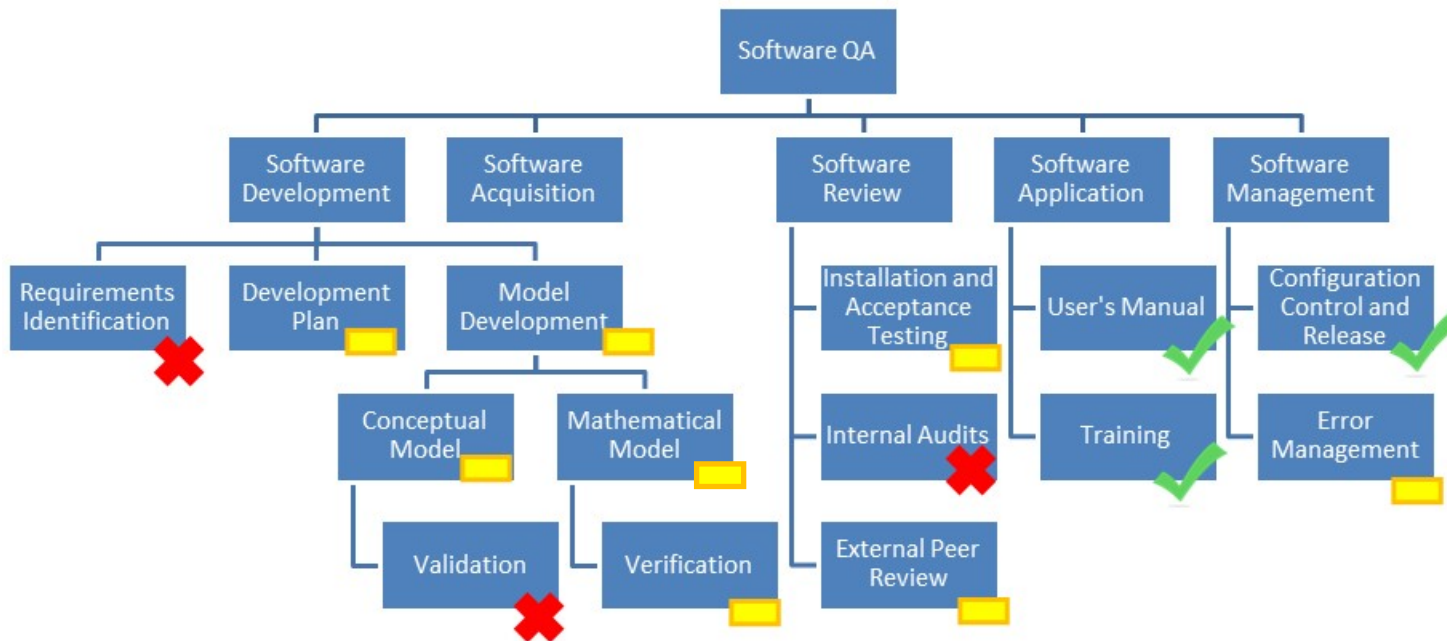 Software QA
Software
Development
Software
Acquisition
Software
Review
Software
Application
Software
Management
Requirements
Identification
Development
Plan
Model
Development
Installation and
Acceptance
Testing
User's Manual
Configuration
Control and
Release
Conceptual
Model
Mathematical
Model
Internal Audits
Training
Error
Management
Validation
Verification
External Peer
Review